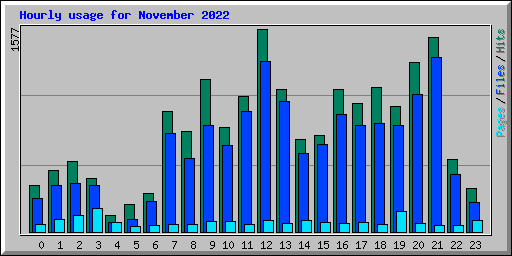 Hourly usage for November 2022
1577
Pages/Files/Hits
0 1 2 3 4 5 6 7 8 9 10 11 12 13 14 15 16 17 18 19 20 21 22 23